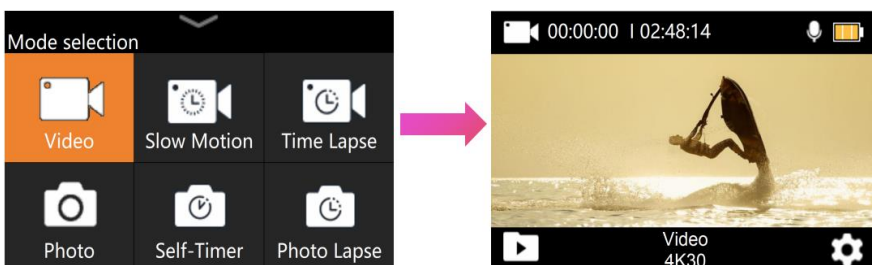 Mode selection
Video
Slow Motion
Time Lapse
Photo
Self-Timer
Photo Lapse
00:00:00 I 02:48:14
Video
4K30